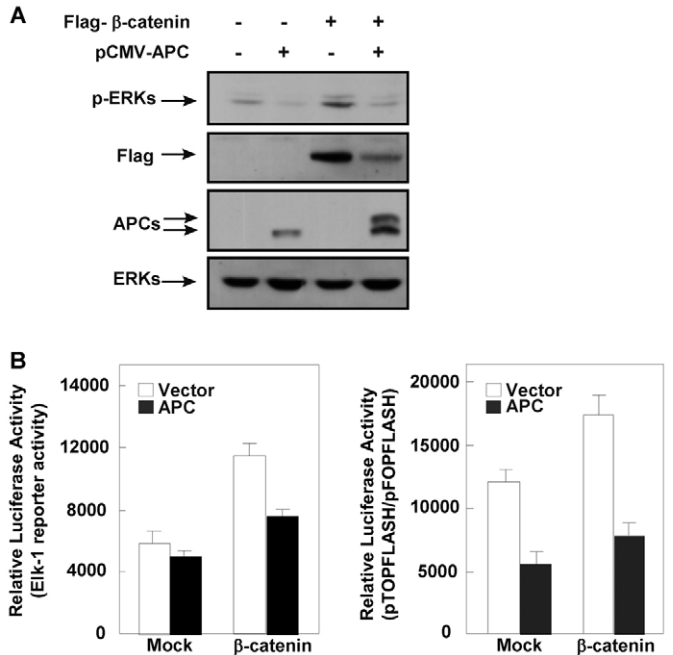 A
Flag- β-catenin - - + +
pCMV-APC - + - +
p-ERKs
Flag
APCs
ERKs
B
Relative Luciferase Activity
(Elk-1 reporter activity)
14000
12000
8000
4000
0
Vector
APC
Mock
β-catenin
Relative Luciferase Activity
(pTOPFLASH/pFOPFLASH)
20000
15000
10000
5000
0
Vector
APC
Mock
β-catenin